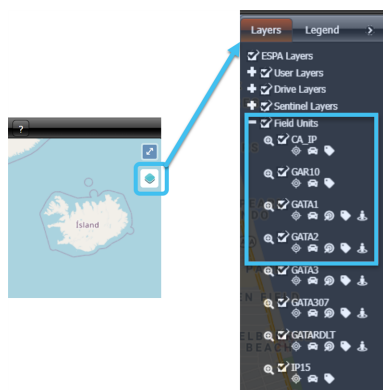 ?
Ísland
Layers Legend >
ESPA Layers
User Layers
Drive Layers
Sentinel Layers
Field Units
CA_IP
GAR10
GATA1
GATA2
GATA3
GATA307
GATARDLT
IP15